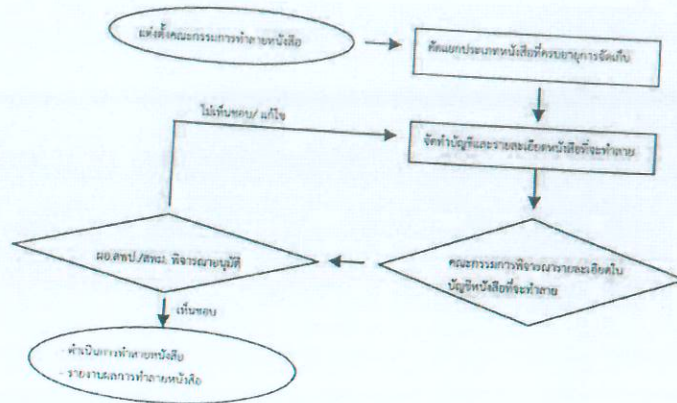 แต่งตั้งคณะกรรมการทำลายหนังสือ
คัดแยกประเภทหนังสือที่ครบอายุการจัดเก็บ
ไม่เห็นชอบ/ แก้ไข
จัดทำบัญชีและรายละเอียดหนังสือที่จะทำลาย
คณะกรรมการพิจารณารายละเอียดใน
บัญชีหนังสือที่จะทำลาย
ผอ.สพป./สพม. พิจารณาอนุมัติ
เห็นชอบ
- ดำเนินการทำลายหนังสือ
- รายงานผลการทำลายหนังสือ